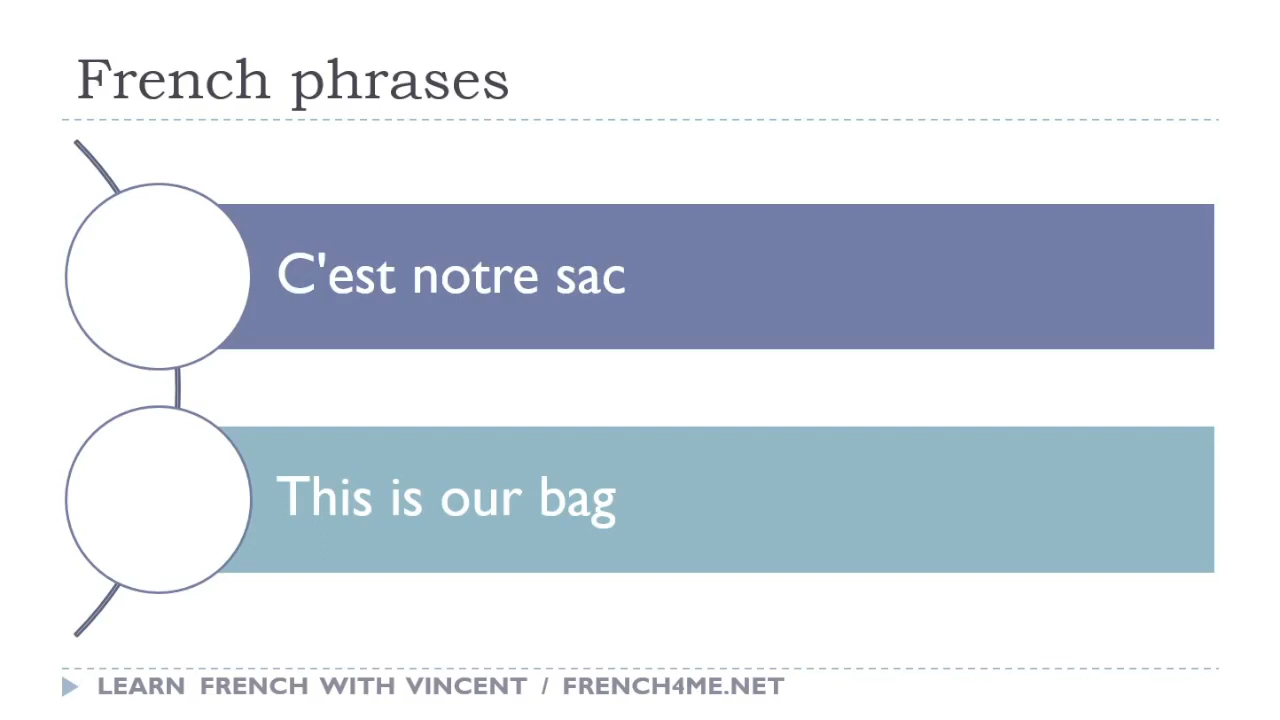 French phrases
C'est notre sac
This is our bag
LEARN FRENCH WITH VINCENT / FRENCH4ME.NET